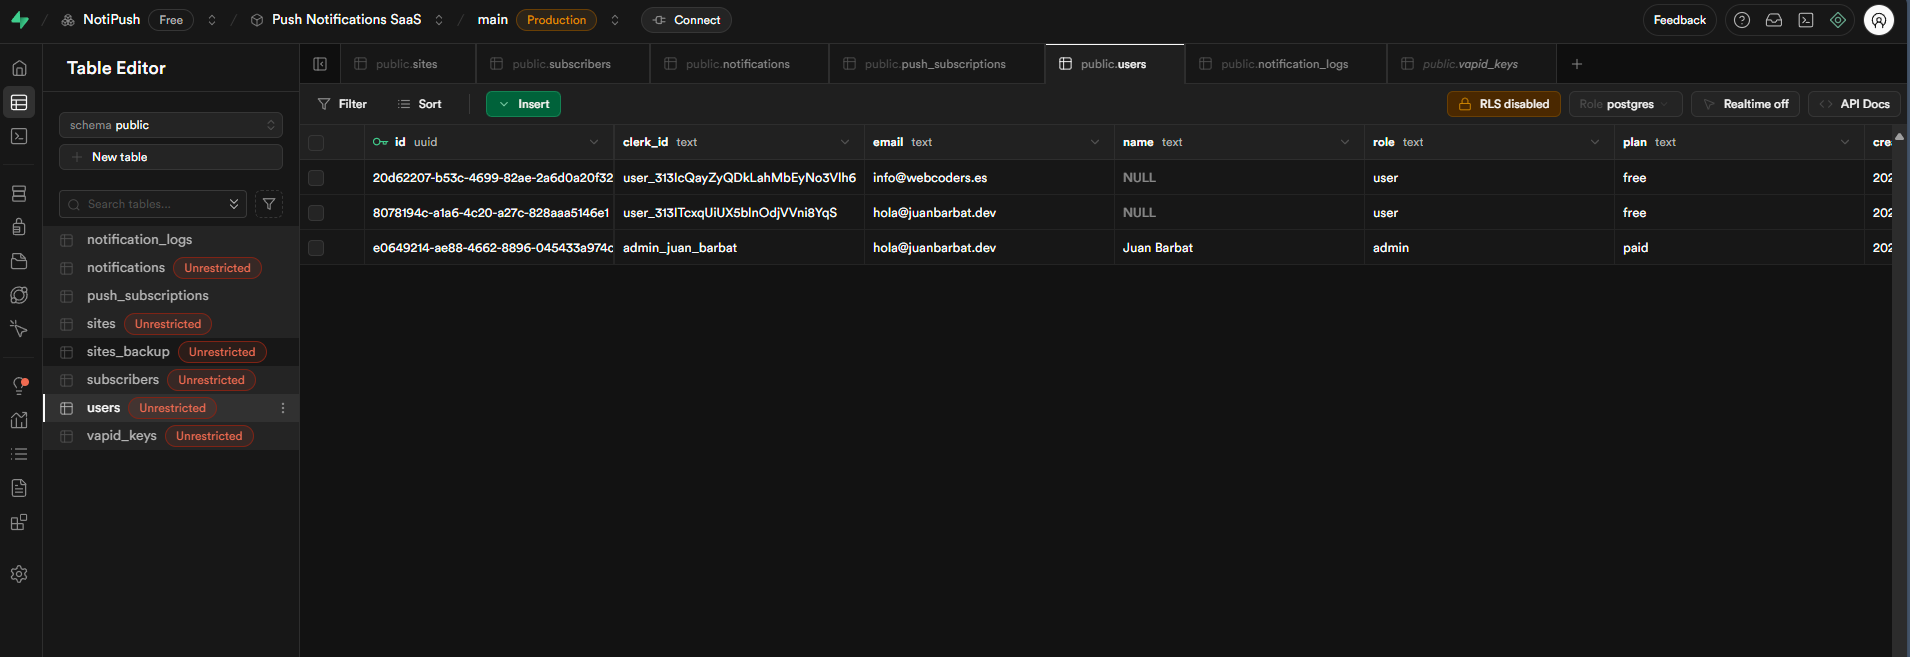 NotiPush Free Push Notifications SaaS main Production Connect Feedback
Table Editor
public.sites public.subscribers public.notifications public.push_subscriptions public.users public.notification_logs public.vapid_keys
Filter Sort Insert RLS disabled Role postgres Realtime off API Docs
schema public
New table
Search tables...
notification_logs
notifications Unrestricted
push_subscriptions
sites Unrestricted
sites_backup Unrestricted
subscribers Unrestricted
users Unrestricted
vapid_keys Unrestricted
id uuid clerk_id text email text name text role text plan text cre
20d62207-b53c-4699-82ae-2a6d0a20f32 user_313IcQayZyQDkLahMbEyNo3Vlh6 info@webcoders.es NULL user free 202
8078194c-a1a6-4c20-a27c-828aaa5146e1 user_313ITcxqUiUX5bInOdjVVni8YqS hola@juanbarbat.dev NULL user free 202
e0649214-ae88-4662-8896-045433a974c admin_juan_barbat hola@juanbarbat.dev Juan Barbat admin paid 202